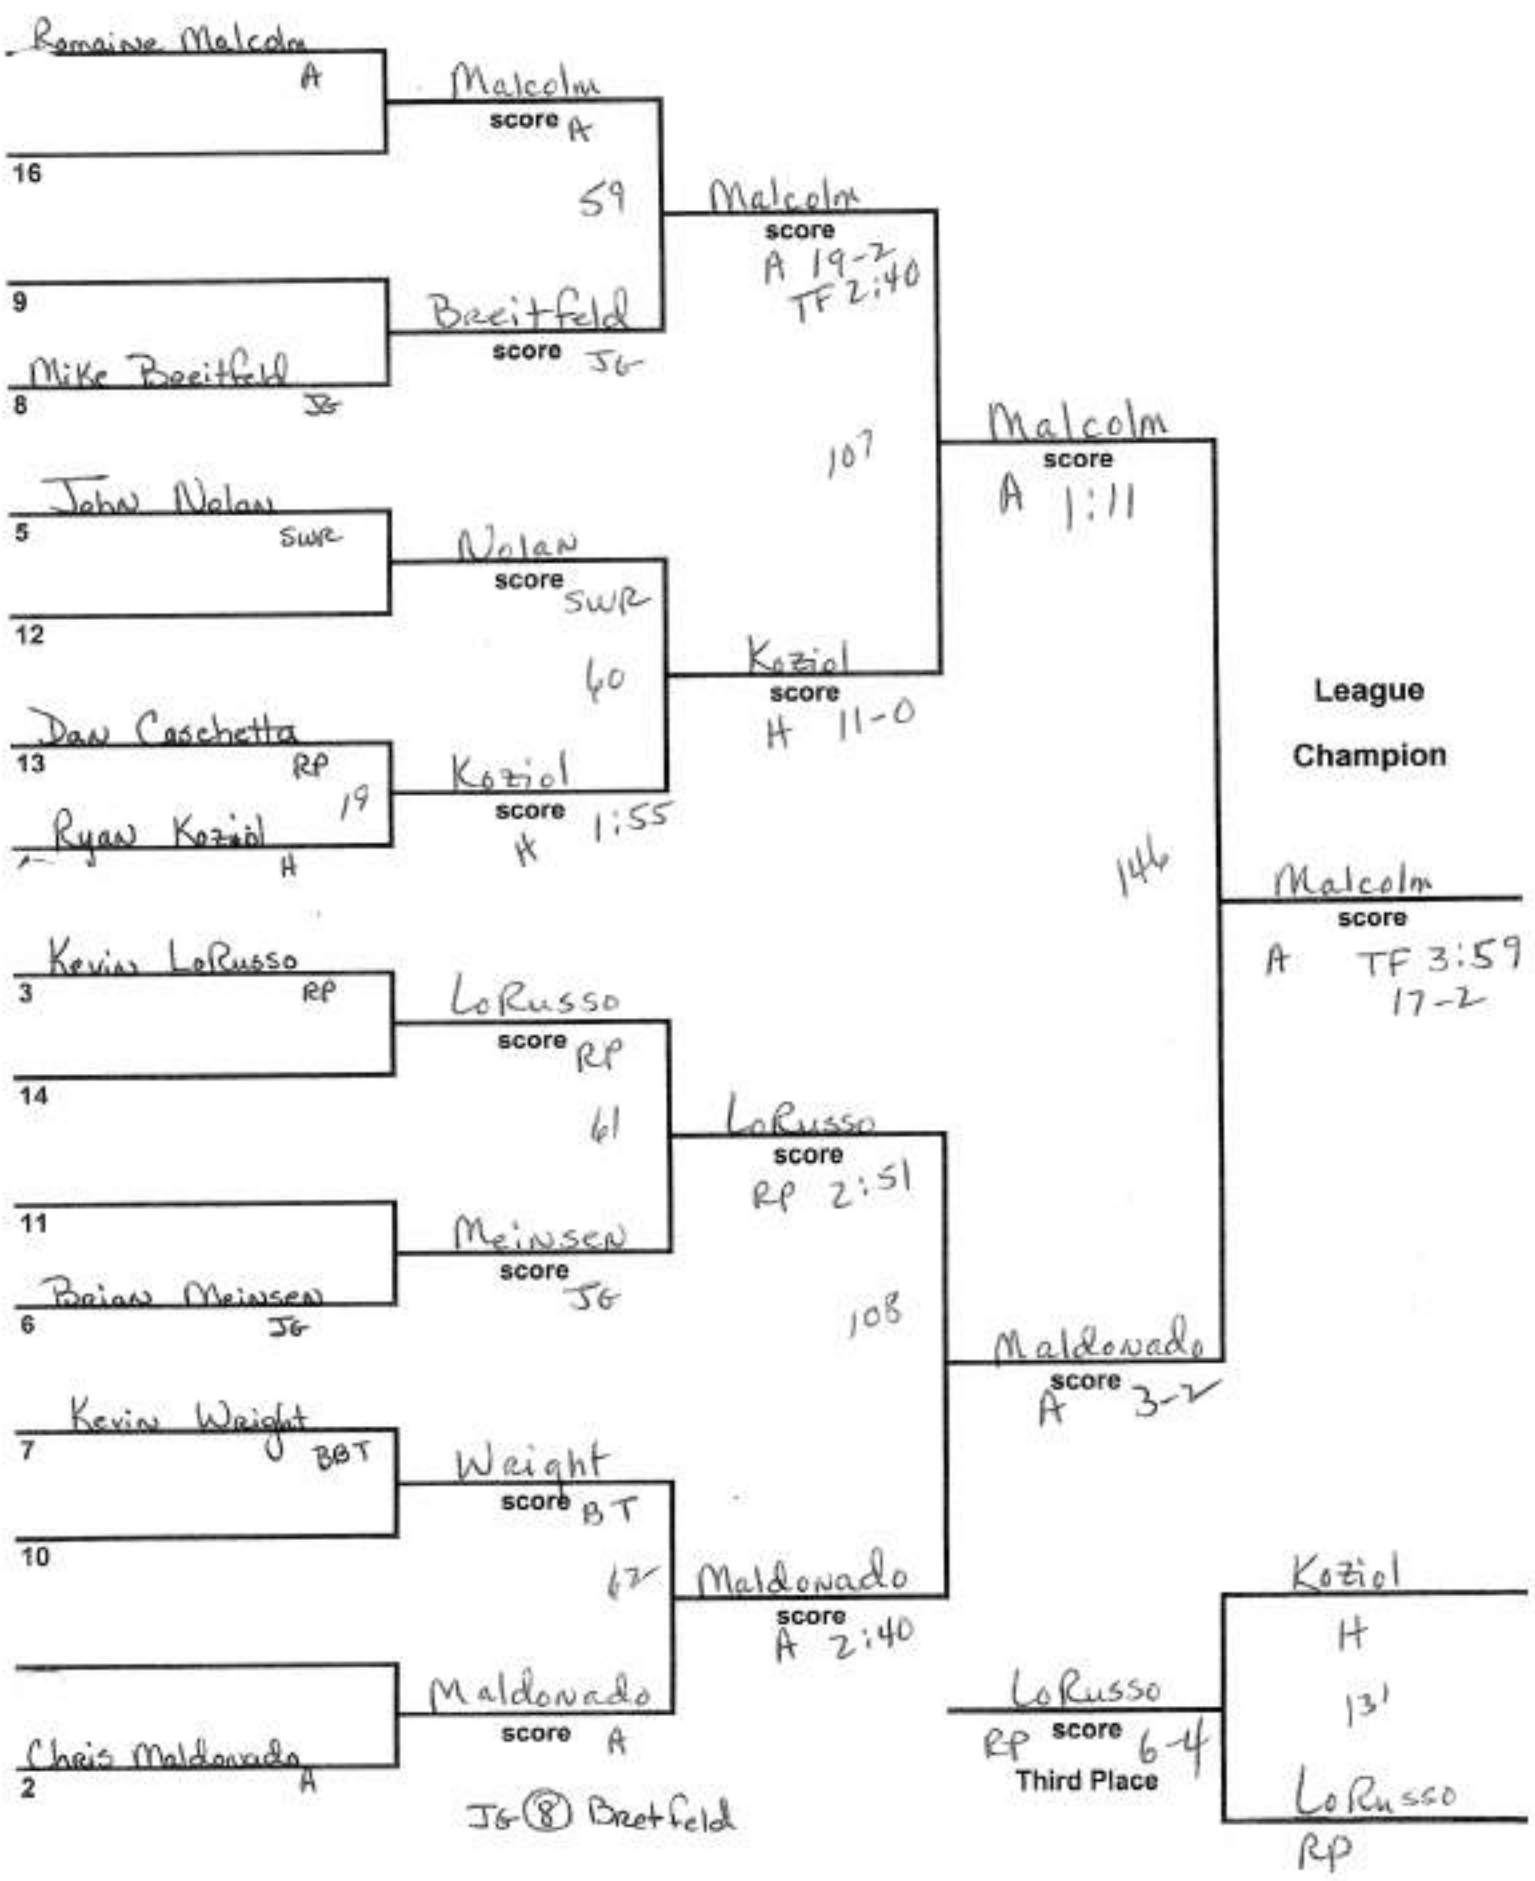 Romaine Malcolm
A
16
Malcolm
score A
59
9
Mike Breitfeld
8 JG
Breitfeld
score JG
Malcolm
score
A 19-2
TF 2:40
107
John Nolan
5 SWR
12
Nolan
score
SWR
60
Dan Caschetta
13 RP
19
Ryan Koziol
H
Koziol
score 1:55
H
Koziol
score
H 11-0
Malcolm
score
A 1:11
League
Champion
146
Malcolm
score
A TF 3:59
17-2
Kevin LoRusso
3 RP
14
LoRusso
score RP
61
11
Brian Meinsen
6 JG
Meinsen
score
JG
LoRusso
score
RP 2:51
108
Maldonado
score
A 3-2
Kevin Wright
7 BBT
10
Wright
score BT
62
Chris Maldonado
2 A
Maldonado
score A
Maldonado
score
A 2:40
JG 8 Bretfeld
Koziol
H
131
LoRusso
RP
LoRusso
RP score 6-4
Third Place